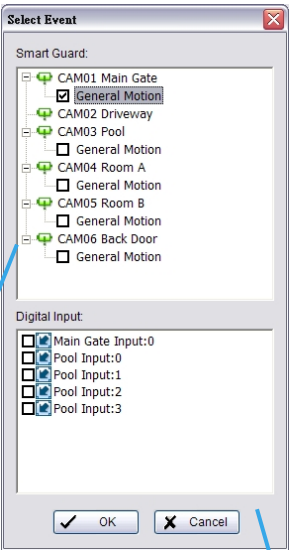 Select Event
Smart Guard:
CAM01 Main Gate
General Motion
CAM02 Driveway
CAM03 Pool
General Motion
CAM04 Room A
General Motion
CAM05 Room B
General Motion
CAM06 Back Door
General Motion
Digital Input:
Main Gate Input:0
Pool Input:0
Pool Input:1
Pool Input:2
Pool Input:3
OK Cancel